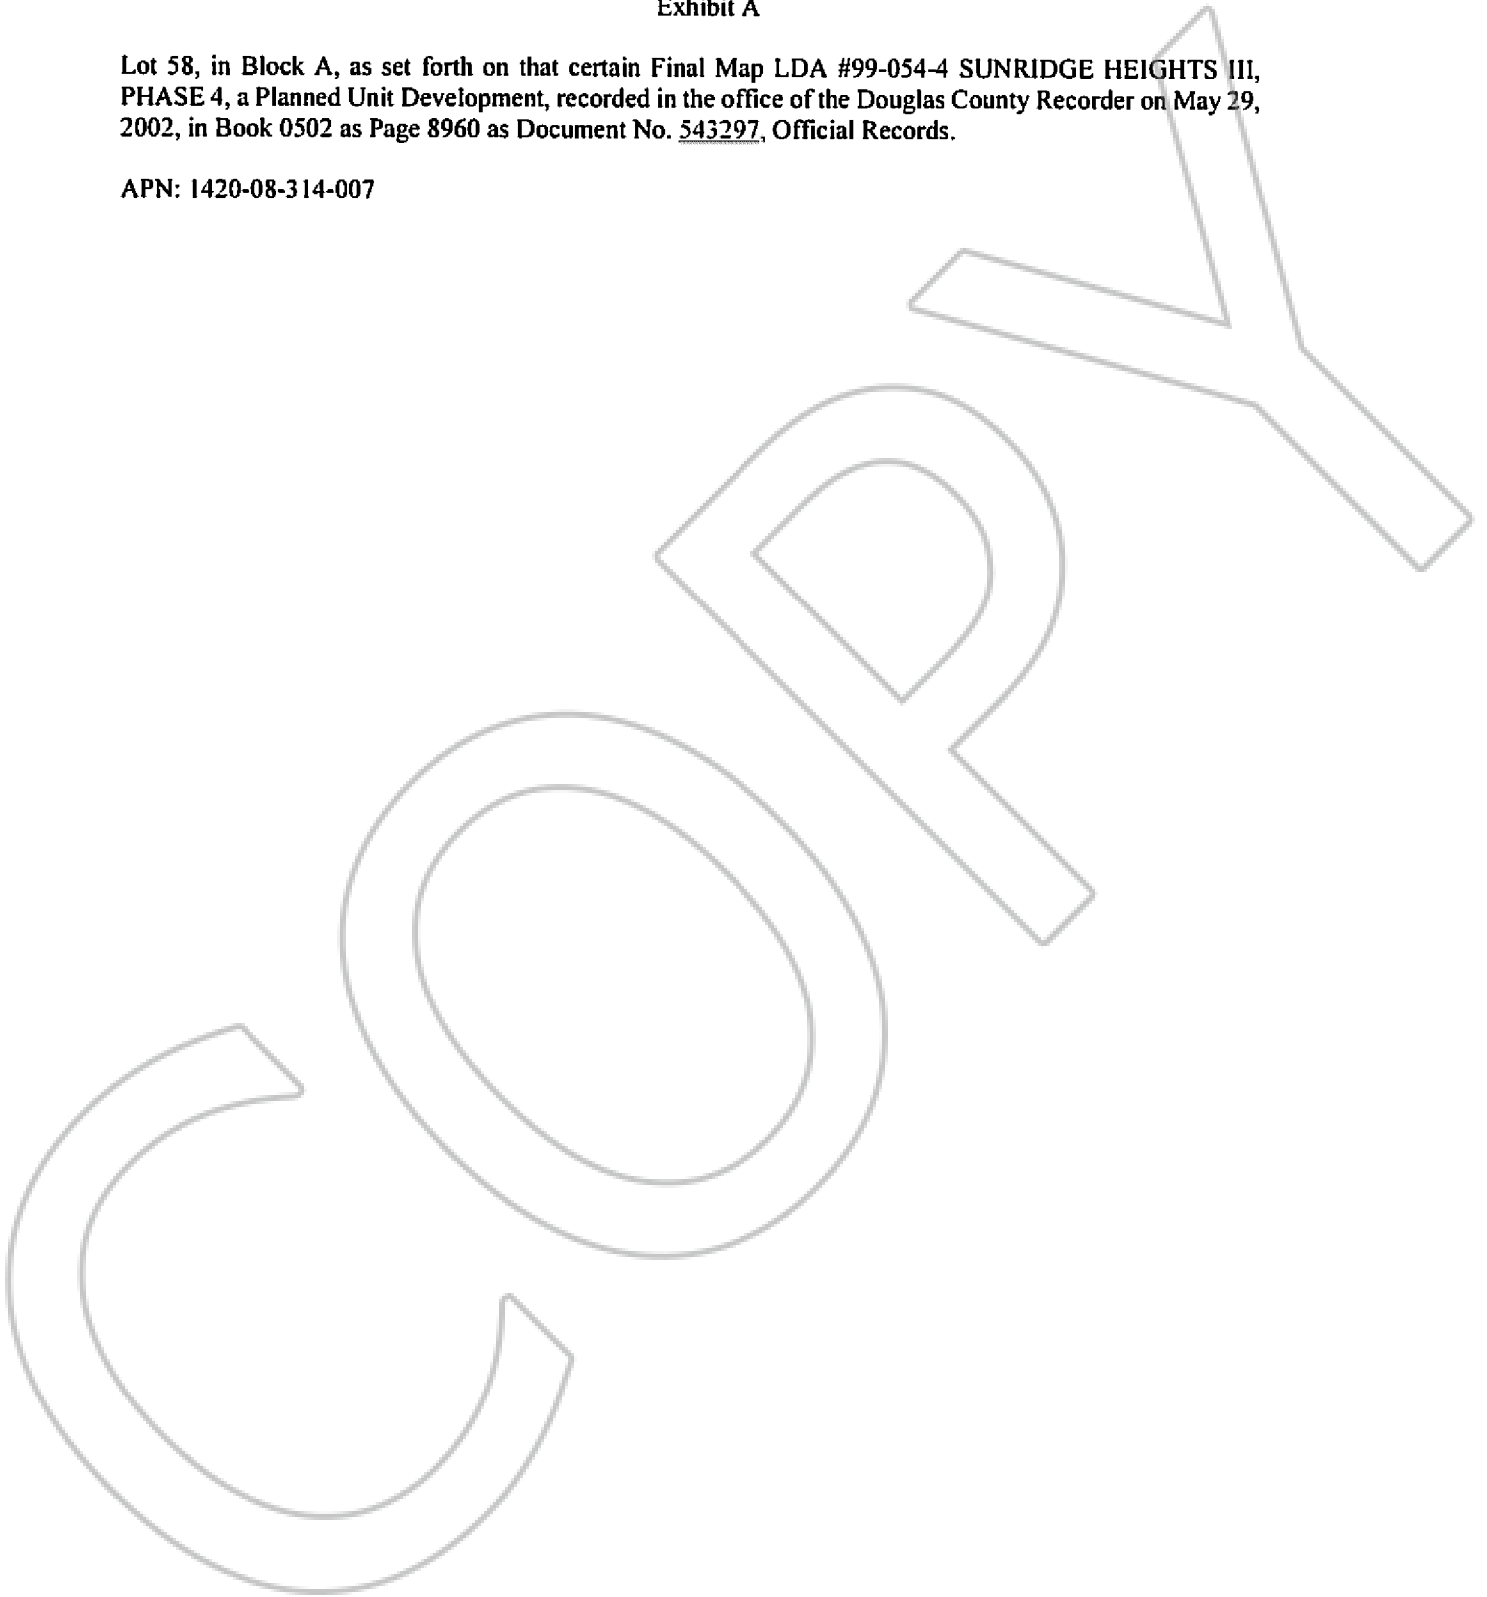 Exhibit A
Lot 58, in Block A, as set forth on that certain Final Map LDA #99-054-4 SUNRIDGE HEIGHTS III,
PHASE 4, a Planned Unit Development, recorded in the office of the Douglas County Recorder on May 29,
2002, in Book 0502 as Page 8960 as Document No. 543297, Official Records.
APN: 1420-08-314-007
COPY